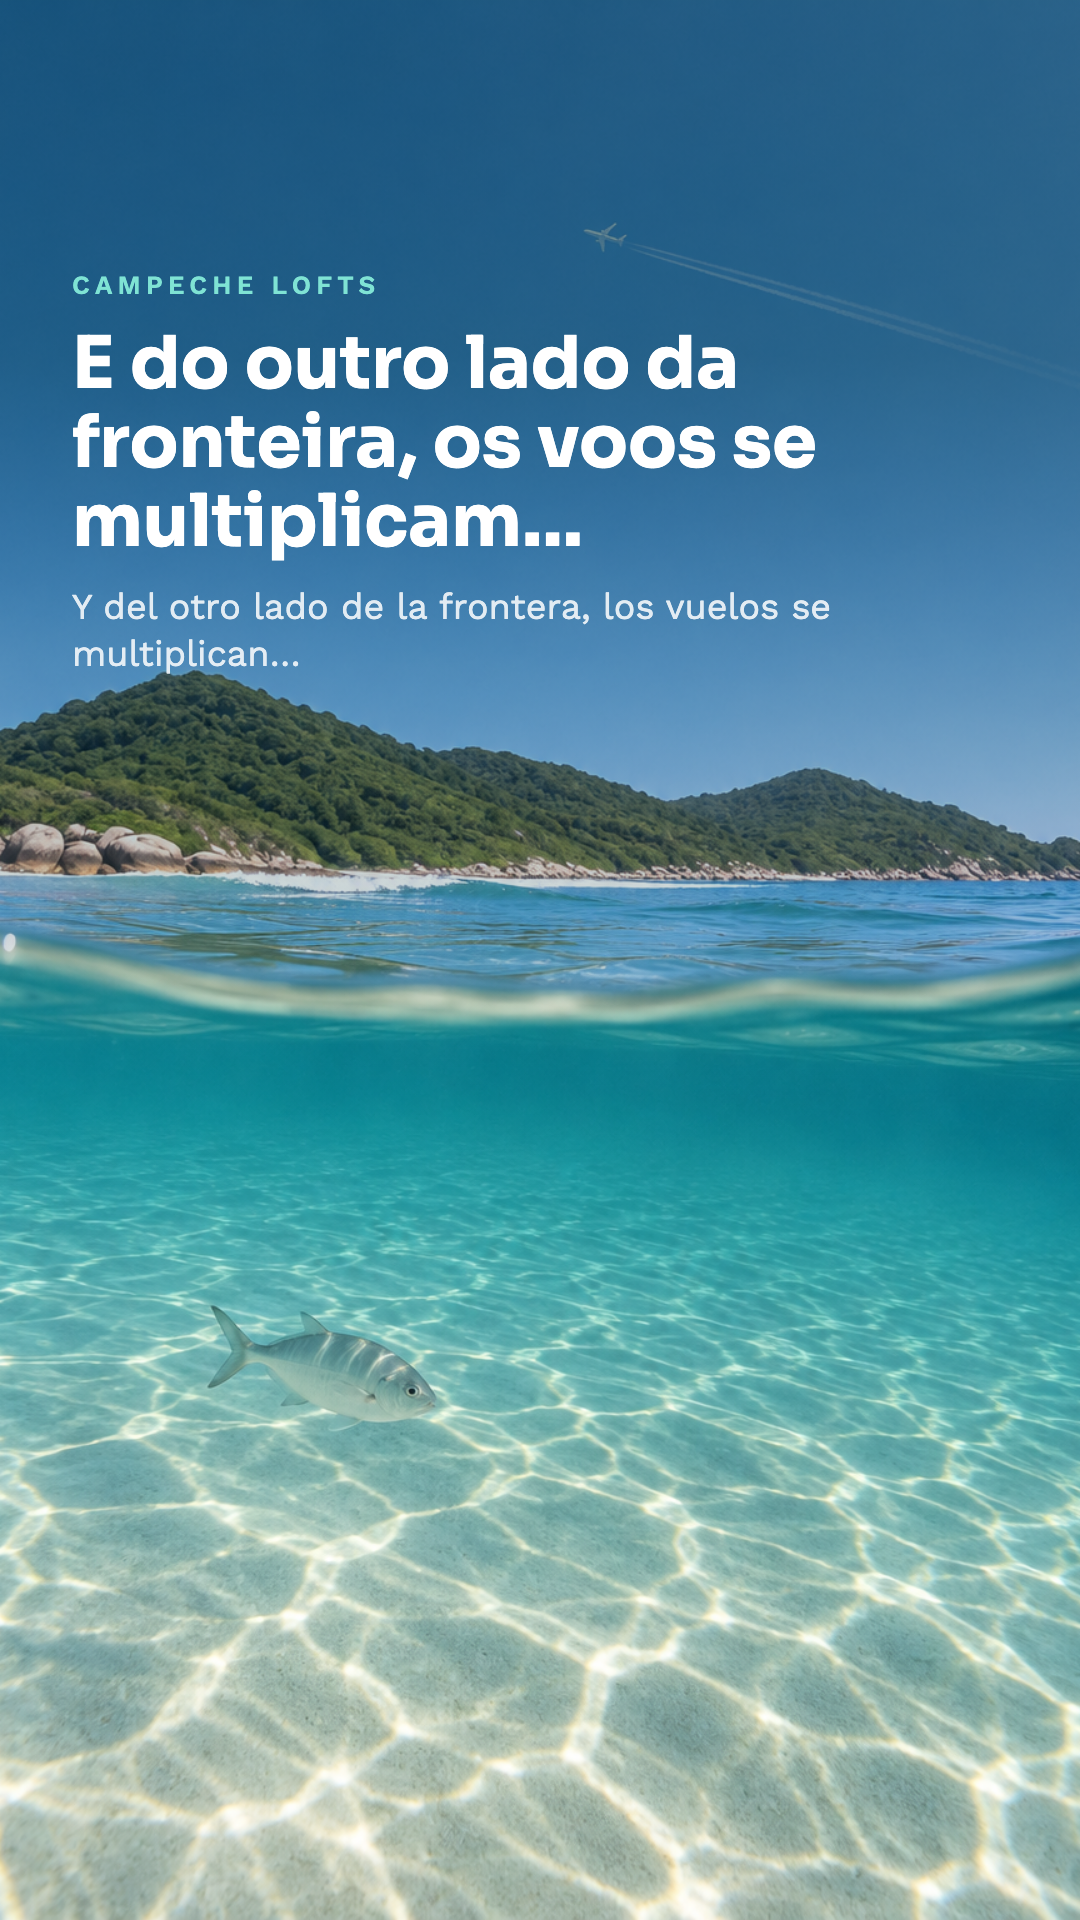 CAMPECHE LOFTS
E do outro lado da
fronteira, os voos se
multiplicam...
Y del otro lado de la frontera, los vuelos se
multiplican...